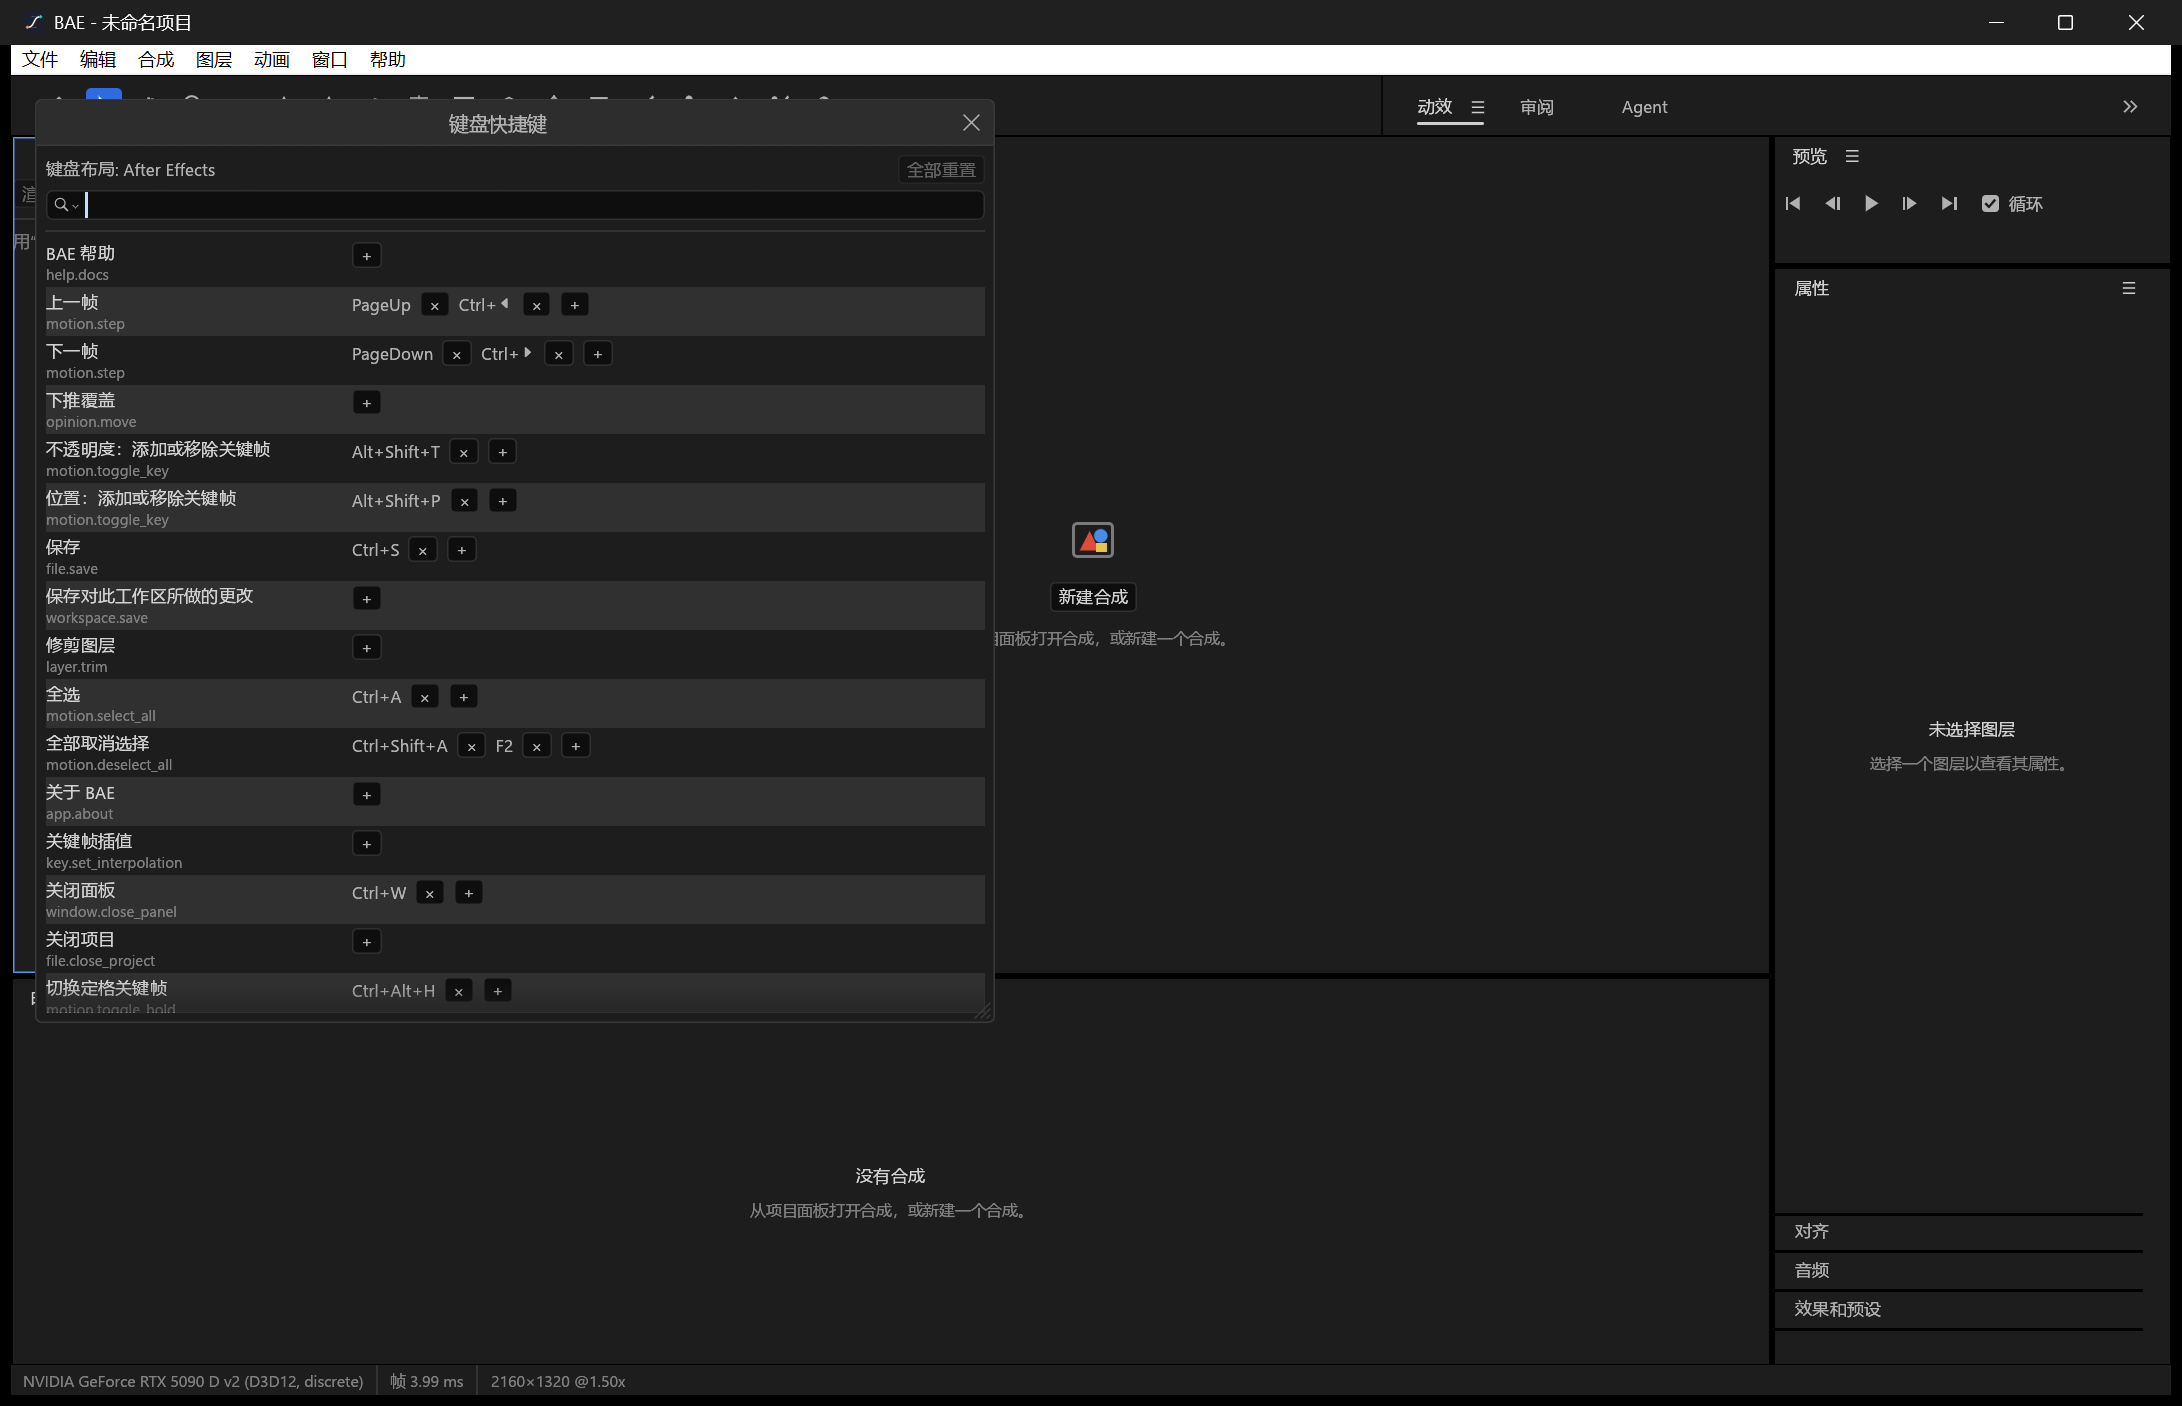 BAE - 未命名项目
文件 编辑 合成 图层 动画 窗口 帮助
动效 审阅 Agent
键盘快捷键
键盘布局: After Effects 全部重置
BAE 帮助
help.docs
上一帧 PageUp Ctrl+
motion.step
下一帧 PageDown Ctrl+
motion.step
下推覆盖
opinion.move
不透明度：添加或移除关键帧 Alt+Shift+T
motion.toggle_key
位置：添加或移除关键帧 Alt+Shift+P
motion.toggle_key
保存 Ctrl+S
file.save
保存对此工作区所做的更改
workspace.save
修剪图层
layer.trim
全选 Ctrl+A
motion.select_all
全部取消选择 Ctrl+Shift+A F2
motion.deselect_all
关于 BAE
app.about
关键帧插值
key.set_interpolation
关闭面板 Ctrl+W
window.close_panel
关闭项目
file.close_project
切换定格关键帧 Ctrl+Alt+H
motion.toggle_hold
新建合成
面板打开合成，或新建一个合成。
没有合成
从项目面板打开合成，或新建一个合成。
预览
循环
属性
未选择图层
选择一个图层以查看其属性。
对齐
音频
效果和预设
NVIDIA GeForce RTX 5090 D v2 (D3D12, discrete) 帧 3.99 ms 2160×1320 @1.50x